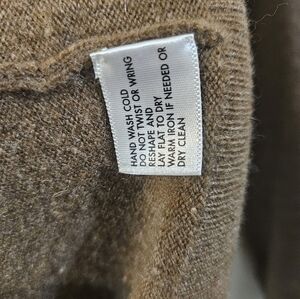 HAND WASH COLD
DO NOT TWIST OR WRING
RESHAPE AND
LAY FLAT TO DRY
WARM IRON IF NEEDED OR
DRY CLEAN